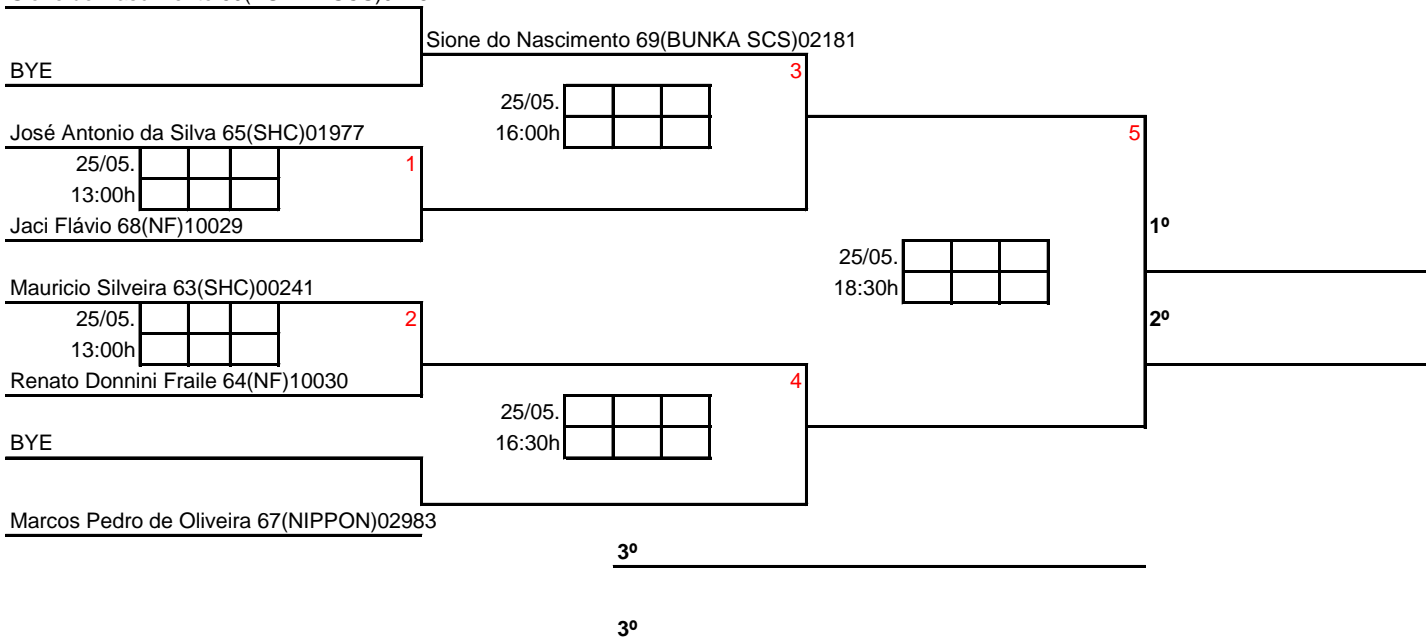 Sione do Nascimento 69(BUNKA SCS)02181
BYE
3
25/05.
16:00h
José Antonio da Silva 65(SHC)01977
5
25/05.
1
13:00h
Jaci Flávio 68(NF)10029
1º
25/05.
18:30h
Mauricio Silveira 63(SHC)00241
25/05.
2
2º
13:00h
Renato Donnini Fraile 64(NF)10030
4
25/05.
16:30h
BYE
Marcos Pedro de Oliveira 67(NIPPON)02983
3º
3º